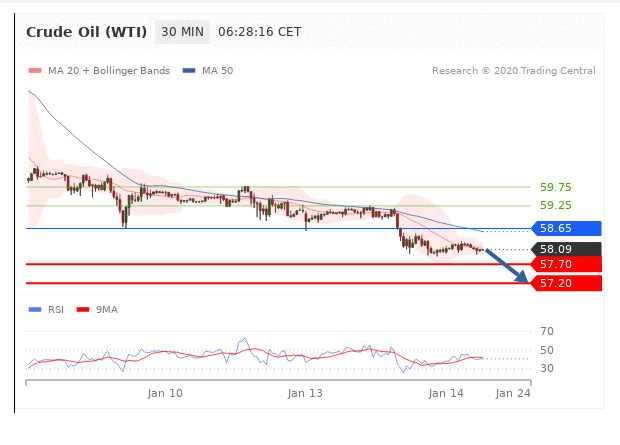 Crude Oil (WTI) 30 MIN 06:28:16 CET
MA 20 + Bollinger Bands MA 50 Research © 2020 Trading Central
59.75
59.25
58.65
58.09
57.70
57.20
RSI 9MA
70
50
30
Jan 10 Jan 13 Jan 14 Jan 24